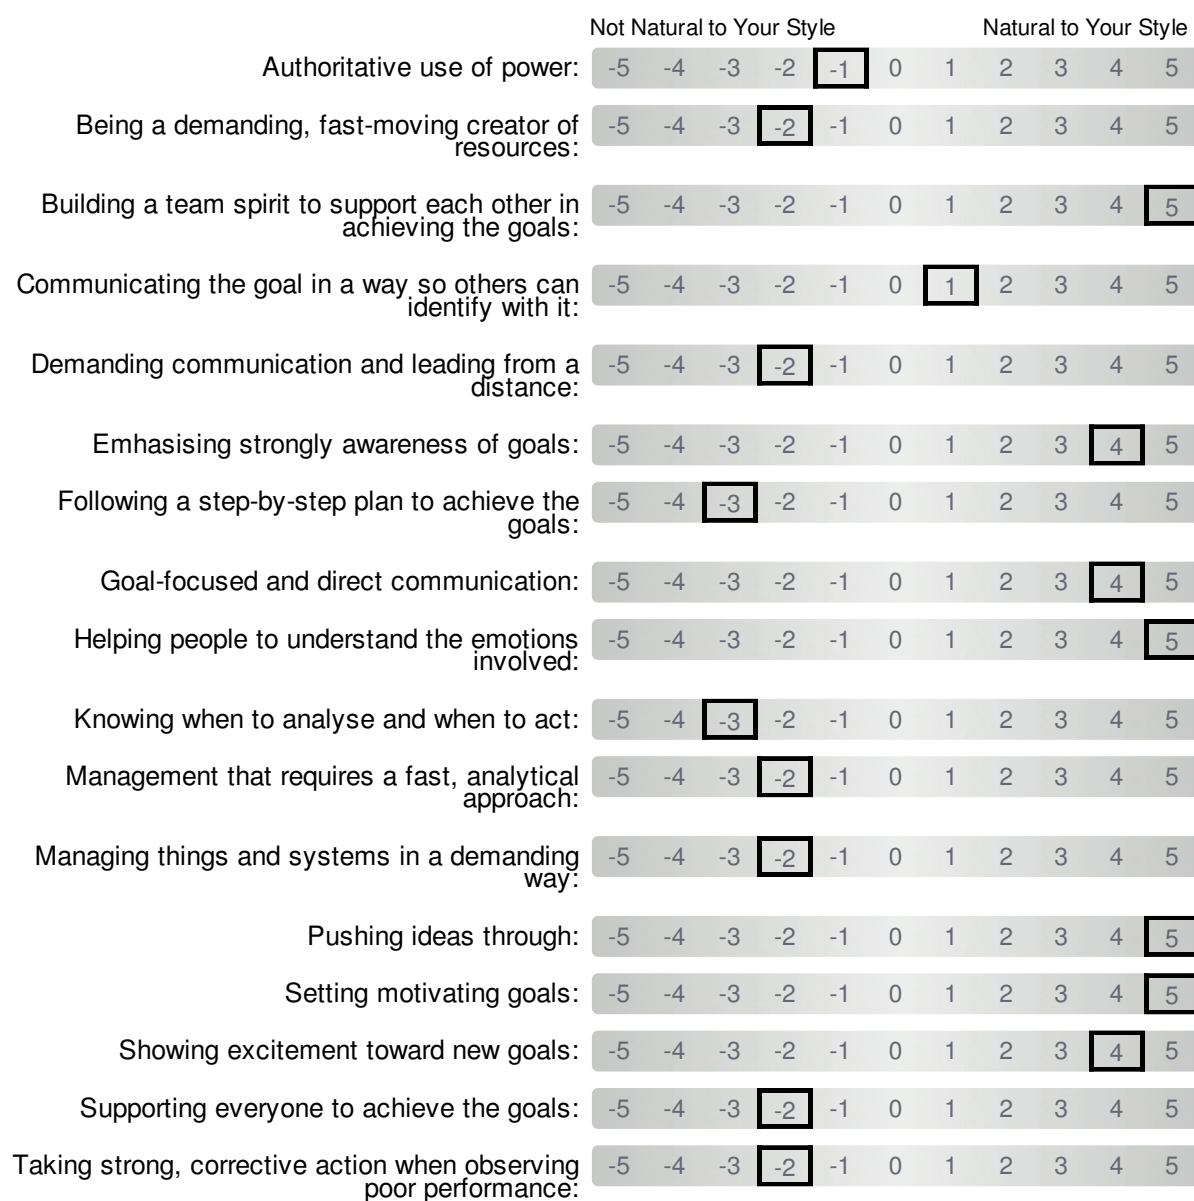 Not Natural to Your Style Natural to Your Style
Authoritative use of power: -5 -4 -3 -2 -1 0 1 2 3 4 5
Being a demanding, fast-moving creator of -5 -4 -3 -2 -1 0 1 2 3 4 5
resources:
Building a team spirit to support each other in -5 -4 -3 -2 -1 0 1 2 3 4 5
achieving the goals:
Communicating the goal in a way so others can -5 -4 -3 -2 -1 0 1 2 3 4 5
identify with it:
Demanding communication and leading from a -5 -4 -3 -2 -1 0 1 2 3 4 5
distance:
Emhasising strongly awareness of goals: -5 -4 -3 -2 -1 0 1 2 3 4 5
Following a step-by-step plan to achieve the -5 -4 -3 -2 -1 0 1 2 3 4 5
goals:
Goal-focused and direct communication: -5 -4 -3 -2 -1 0 1 2 3 4 5
Helping people to understand the emotions -5 -4 -3 -2 -1 0 1 2 3 4 5
involved:
Knowing when to analyse and when to act: -5 -4 -3 -2 -1 0 1 2 3 4 5
Management that requires a fast, analytical -5 -4 -3 -2 -1 0 1 2 3 4 5
approach:
Managing things and systems in a demanding -5 -4 -3 -2 -1 0 1 2 3 4 5
way:
Pushing ideas through: -5 -4 -3 -2 -1 0 1 2 3 4 5
Setting motivating goals: -5 -4 -3 -2 -1 0 1 2 3 4 5
Showing excitement toward new goals: -5 -4 -3 -2 -1 0 1 2 3 4 5
Supporting everyone to achieve the goals: -5 -4 -3 -2 -1 0 1 2 3 4 5
Taking strong, corrective action when observing -5 -4 -3 -2 -1 0 1 2 3 4 5
poor performance: